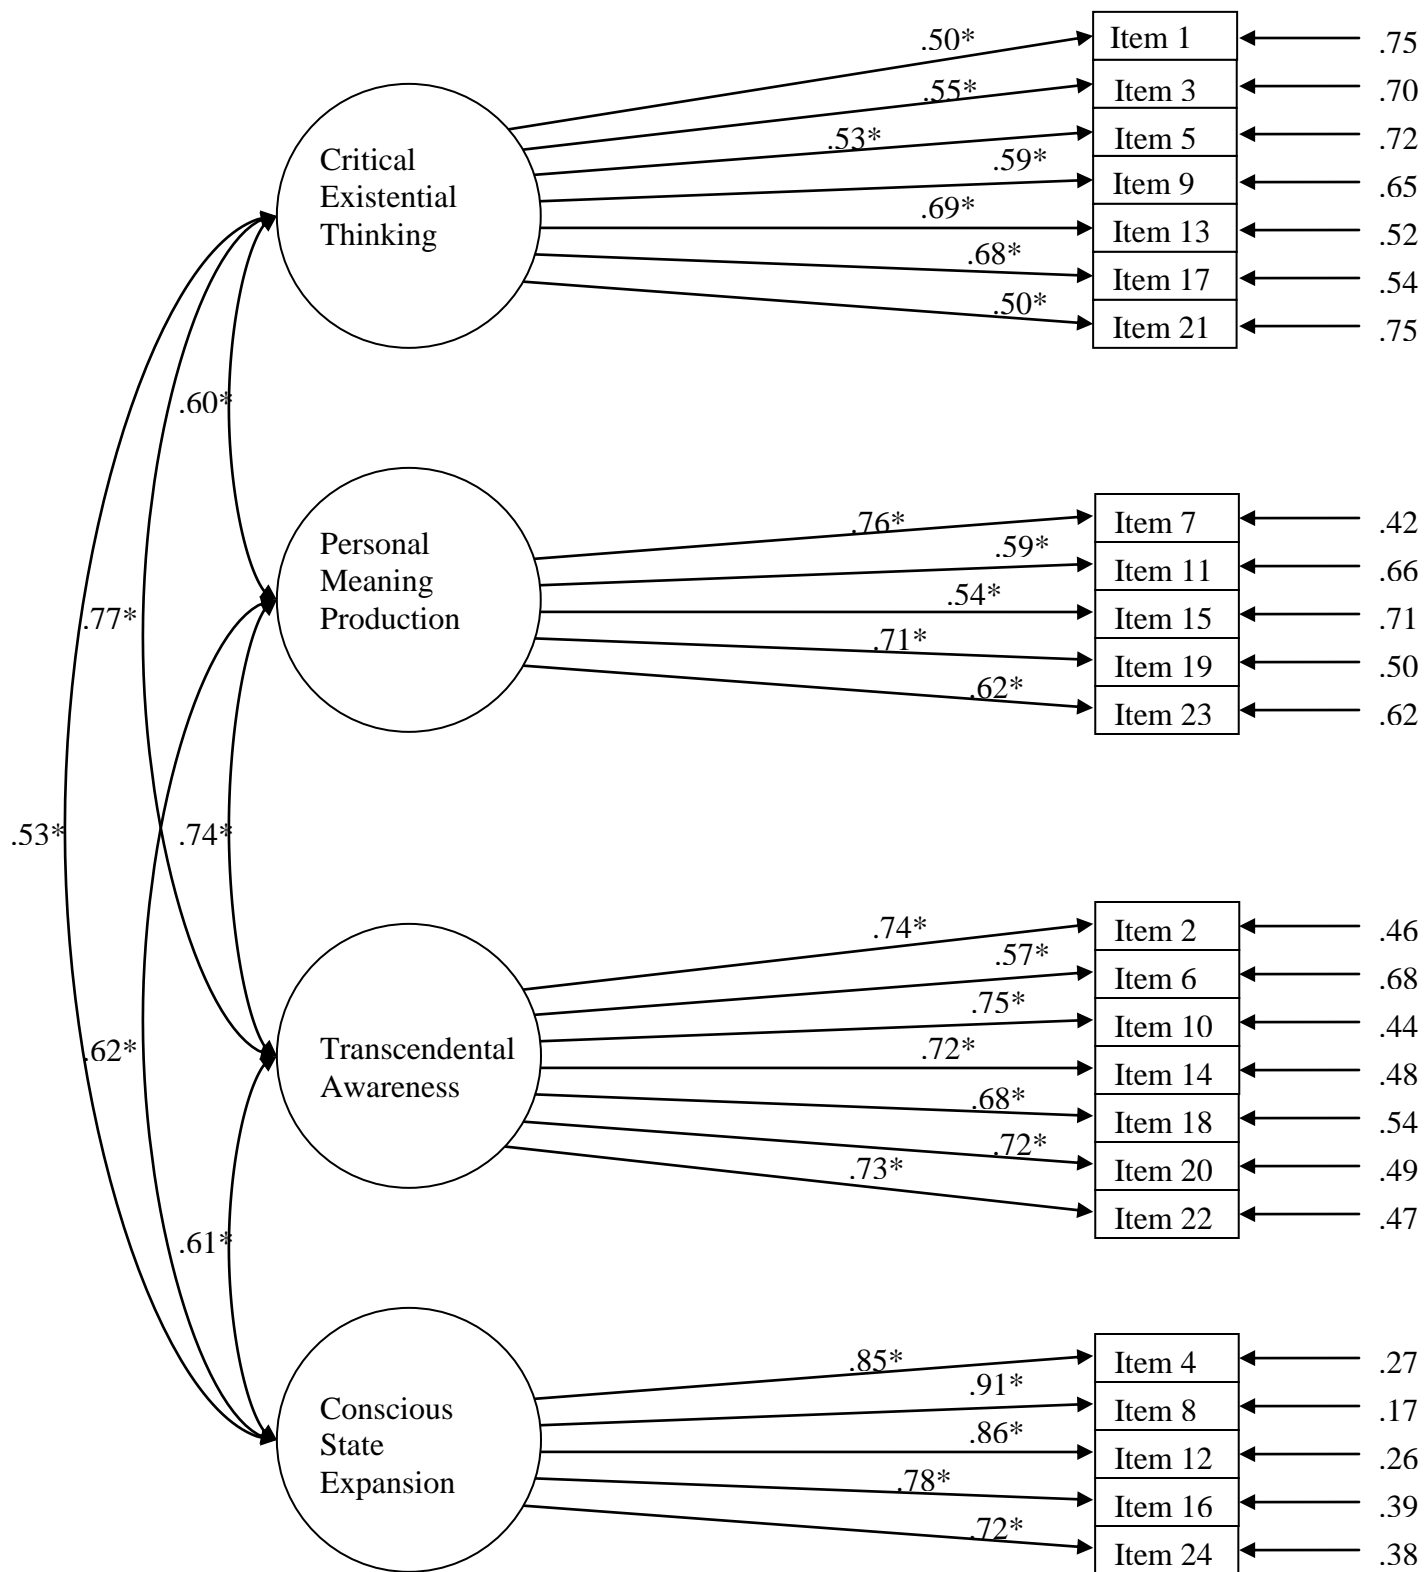 .50* Item 1 .75
.55* Item 3 .70
.53* Item 5 .72
.59* Item 9 .65
.69* Item 13 .52
.68* Item 17 .54
.50* Item 21 .75
Critical
Existential
Thinking
.60*
.76* Item 7 .42
.59* Item 11 .66
.54* Item 15 .71
.71* Item 19 .50
.62* Item 23 .62
Personal
Meaning
Production
.77*
.53*
.74*
.74* Item 2 .46
.57* Item 6 .68
.75* Item 10 .44
.72* Item 14 .48
.68* Item 18 .54
.72* Item 20 .49
.73* Item 22 .47
Transcendental
Awareness
.62*
.61*
.85* Item 4 .27
.91* Item 8 .17
.86* Item 12 .26
.78* Item 16 .39
.72* Item 24 .38
Conscious
State
Expansion